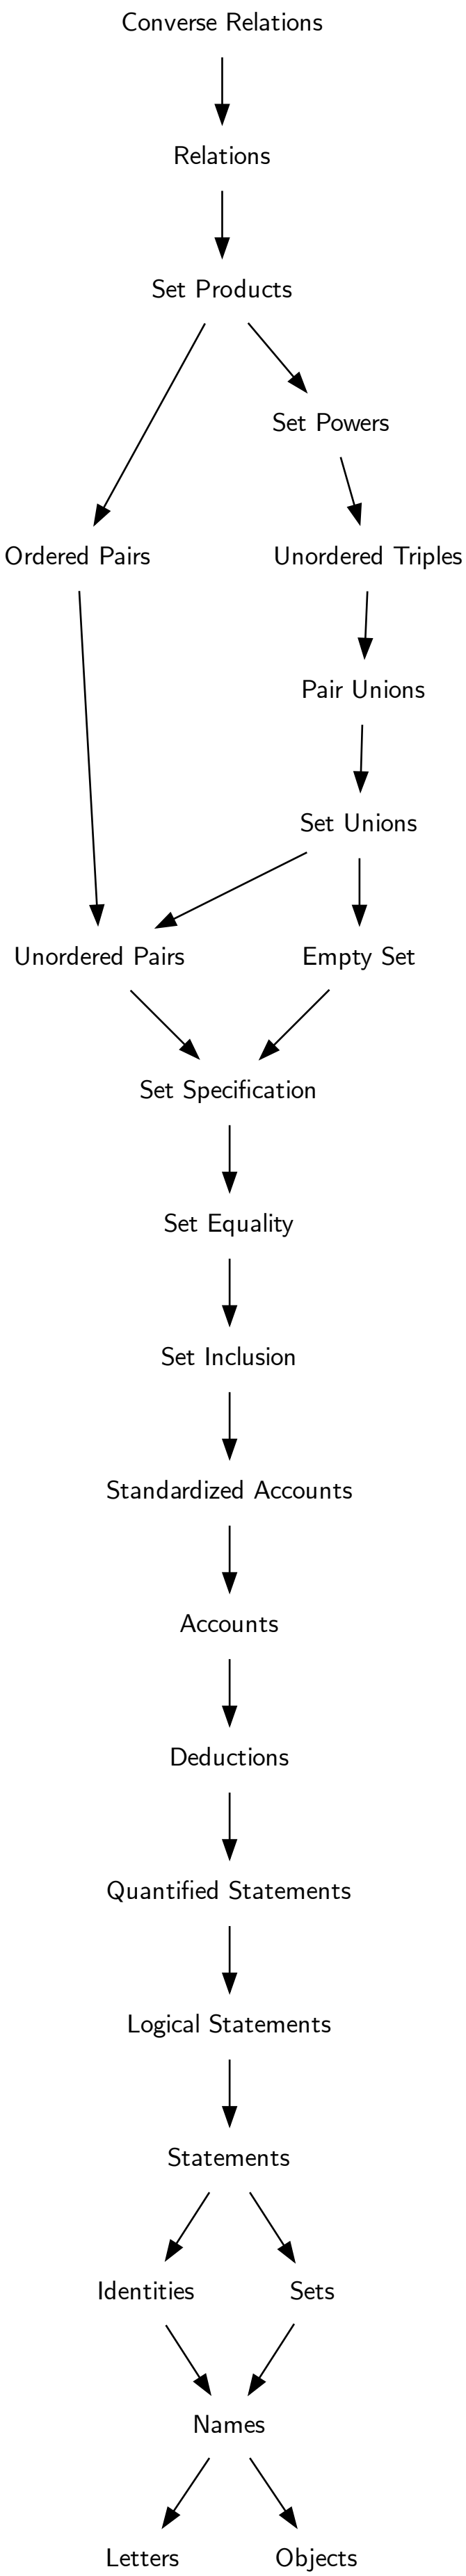 Converse Relations
Relations
Set Products
Set Powers
Ordered Pairs
Unordered Triples
Pair Unions
Set Unions
Unordered Pairs
Empty Set
Set Specification
Set Equality
Set Inclusion
Standardized Accounts
Accounts
Deductions
Quantified Statements
Logical Statements
Statements
Identities
Sets
Names
Letters
Objects